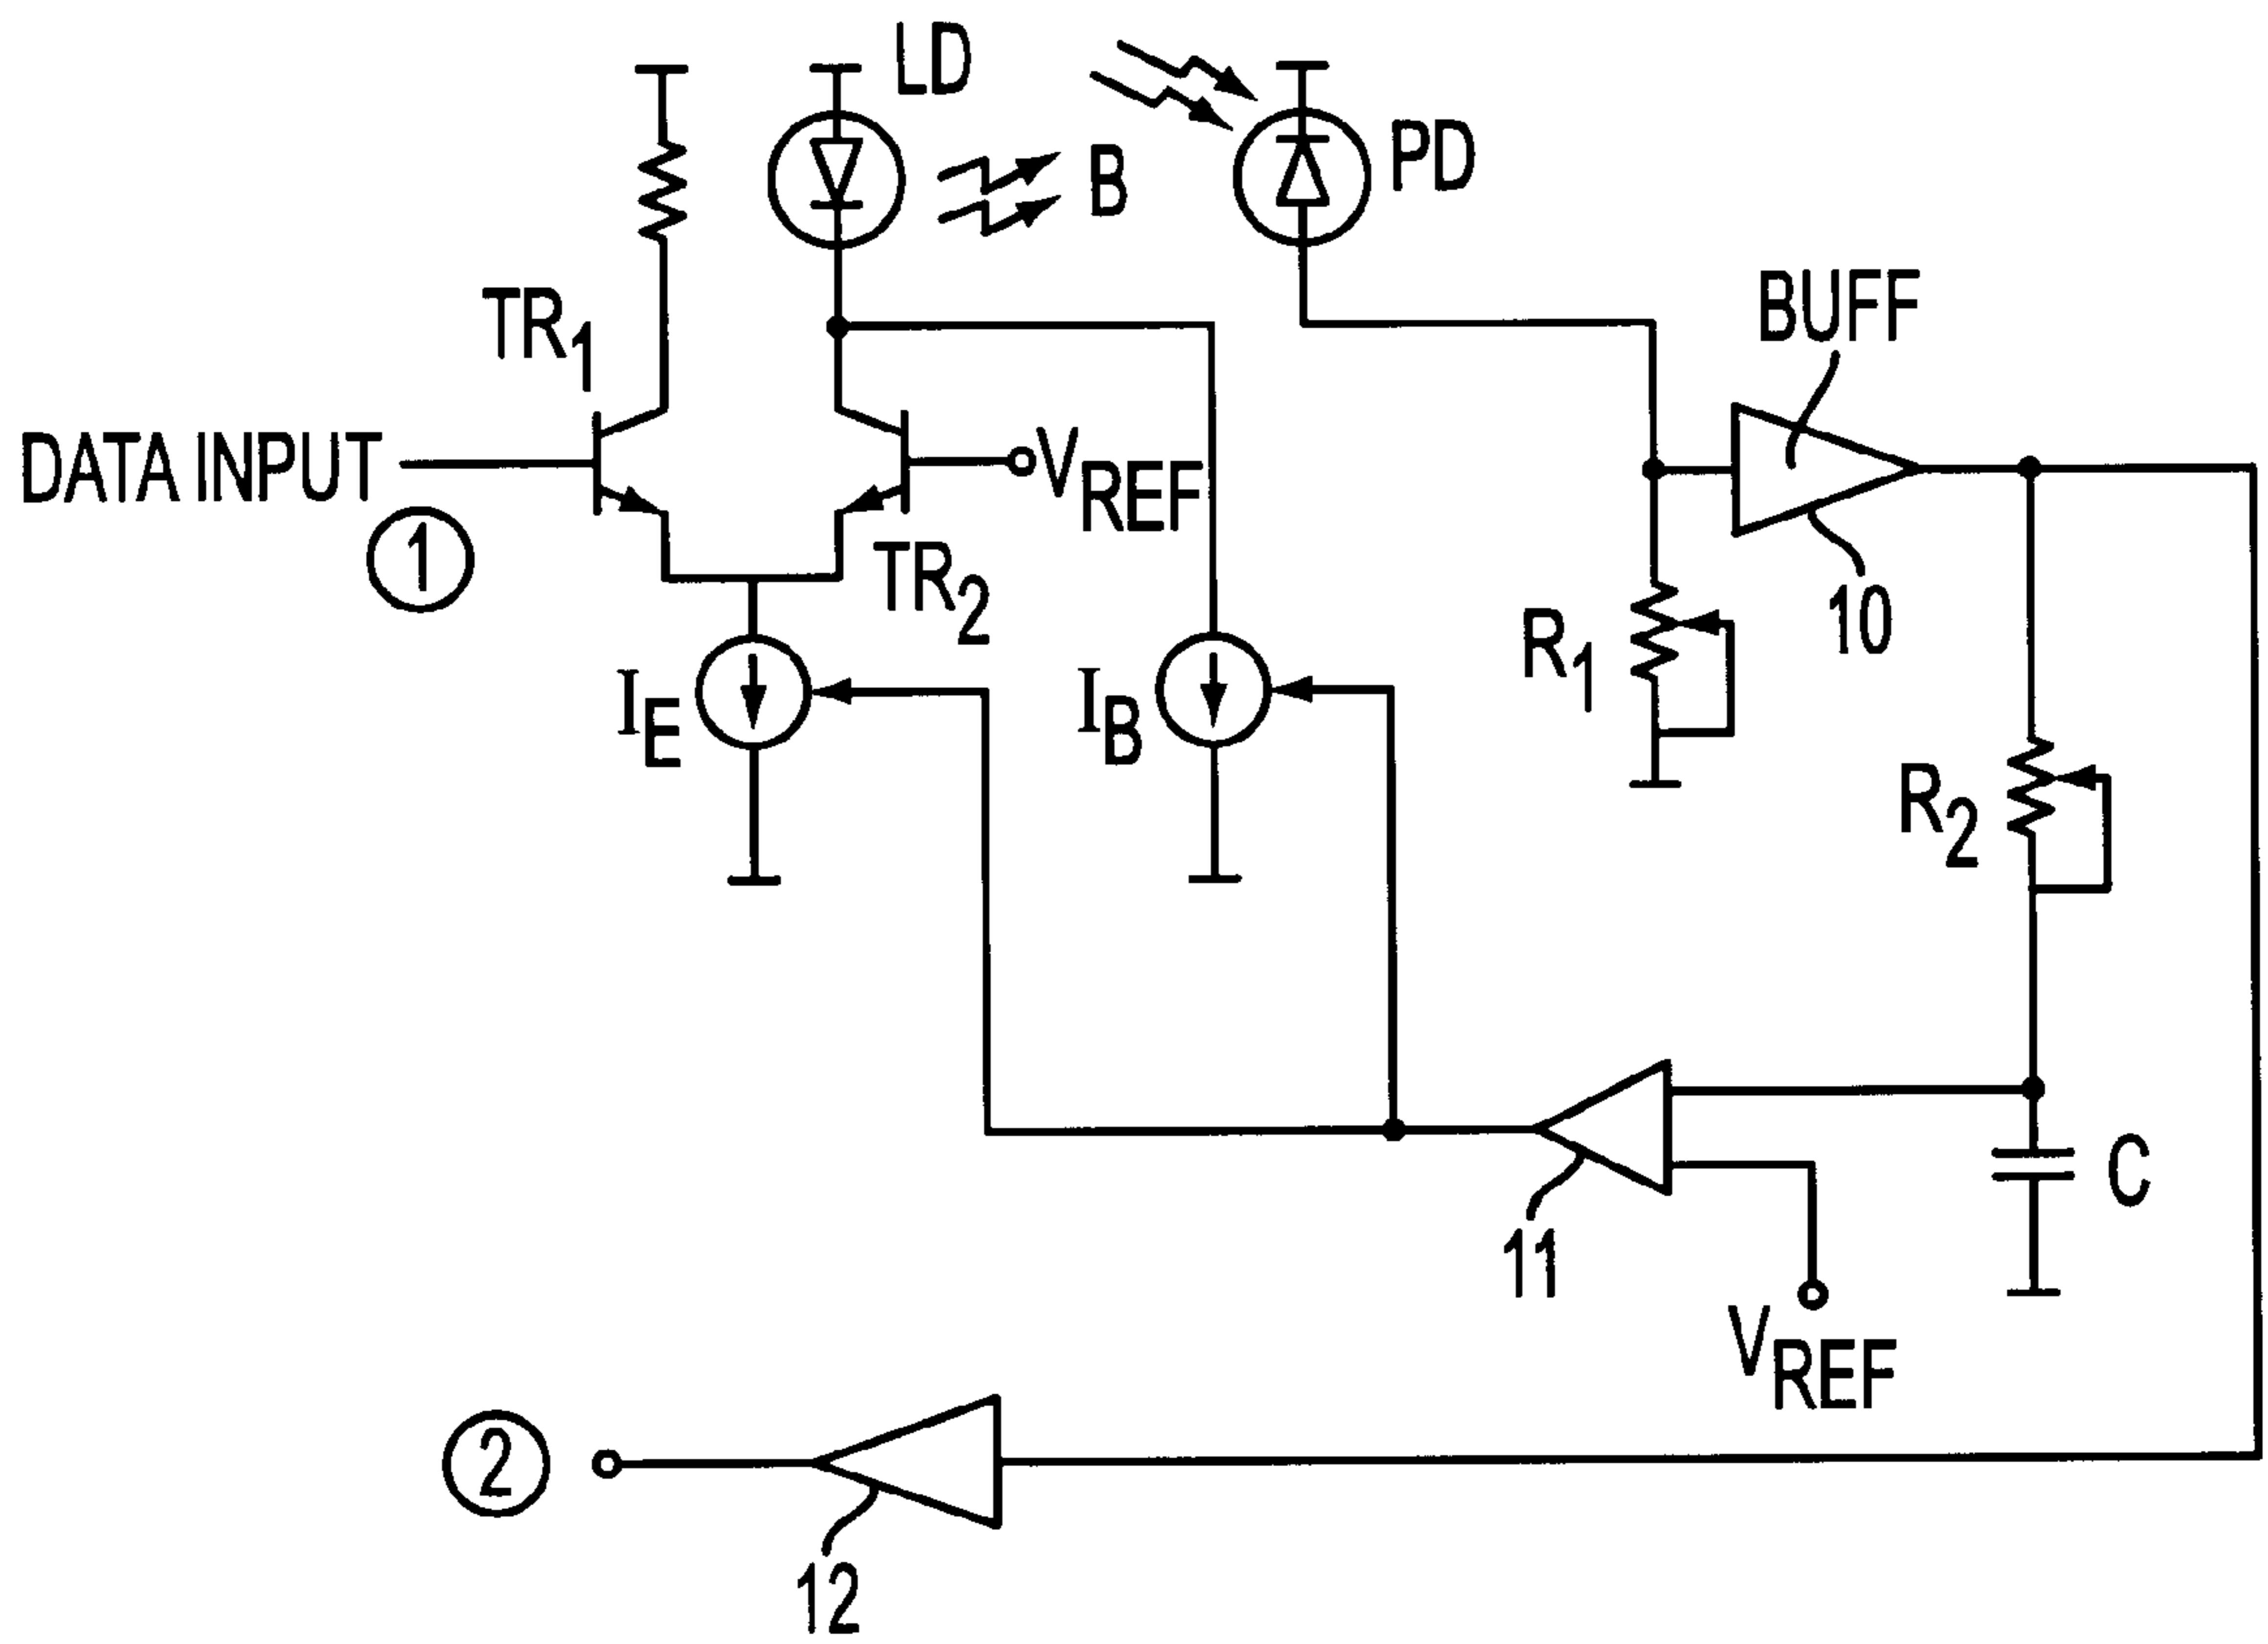 LD
B
PD
TR1
BUFF
DATA INPUT
VREF
1
TR2
10
R1
IE
IB
R2
C
11
VREF
2
12